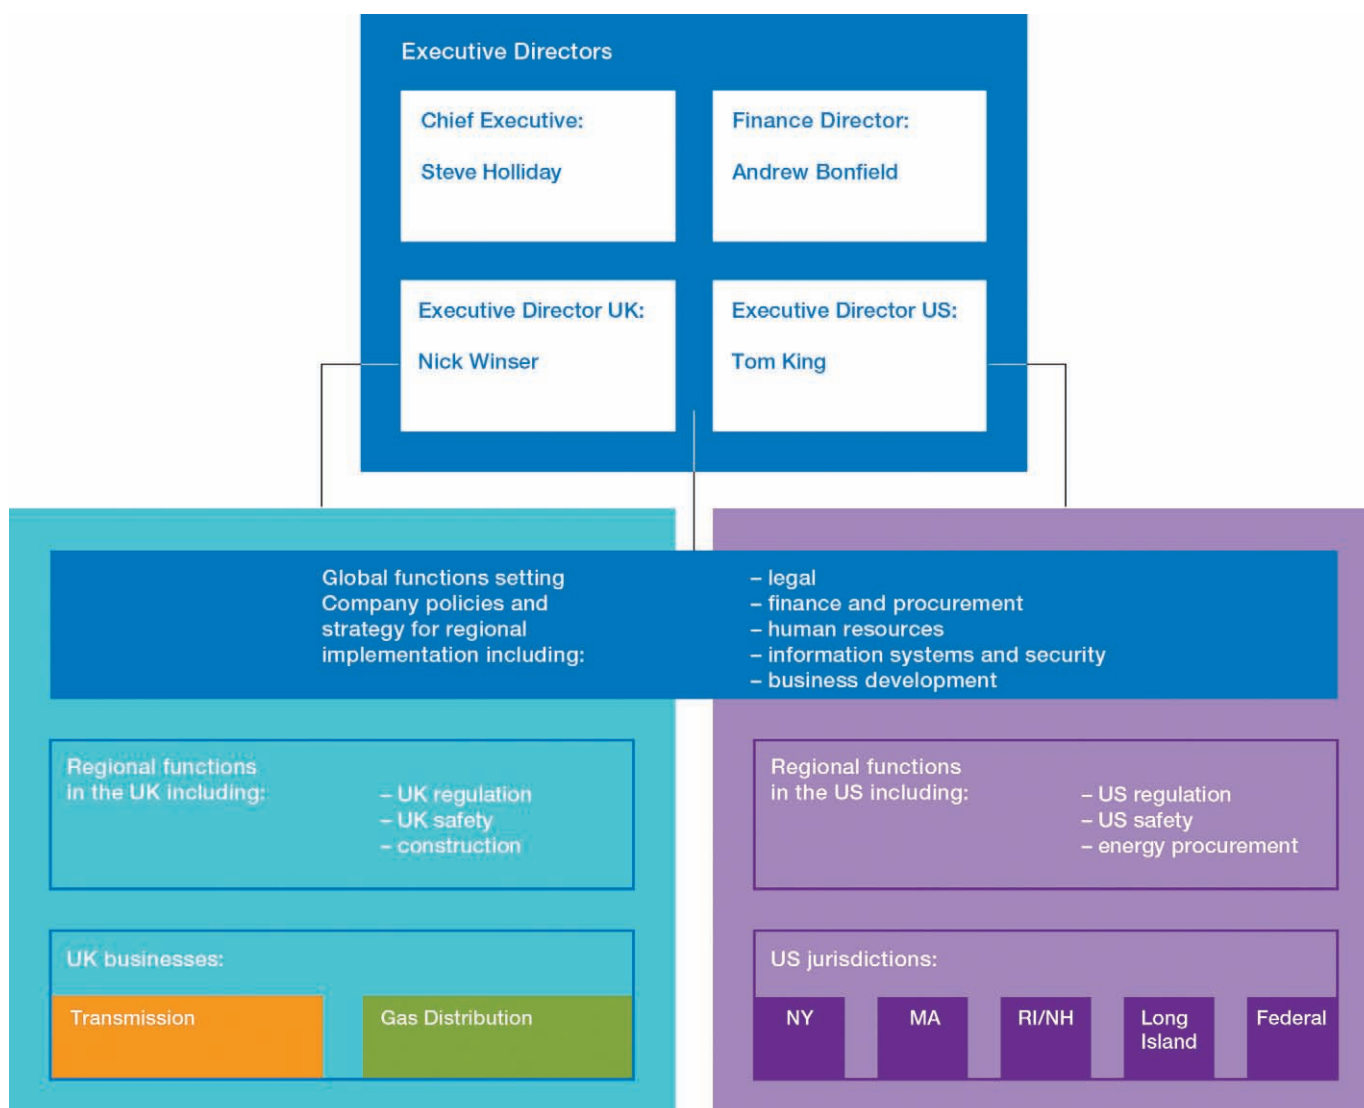 Executive Directors
Chief Executive:
Steve Holliday
Finance Director:
Andrew Bonfield
Executive Director UK:
Nick Winser
Executive Director US:
Tom King
Global functions setting
Company policies and
strategy for regional
implementation including:
– legal
– finance and procurement
– human resources
– information systems and security
– business development
Regional functions
in the UK including:
– UK regulation
– UK safety
– construction
Regional functions
in the US including:
– US regulation
– US safety
– energy procurement
UK businesses:
Transmission
Gas Distribution
US jurisdictions:
NY
MA
RI/NH
Long
Island
Federal